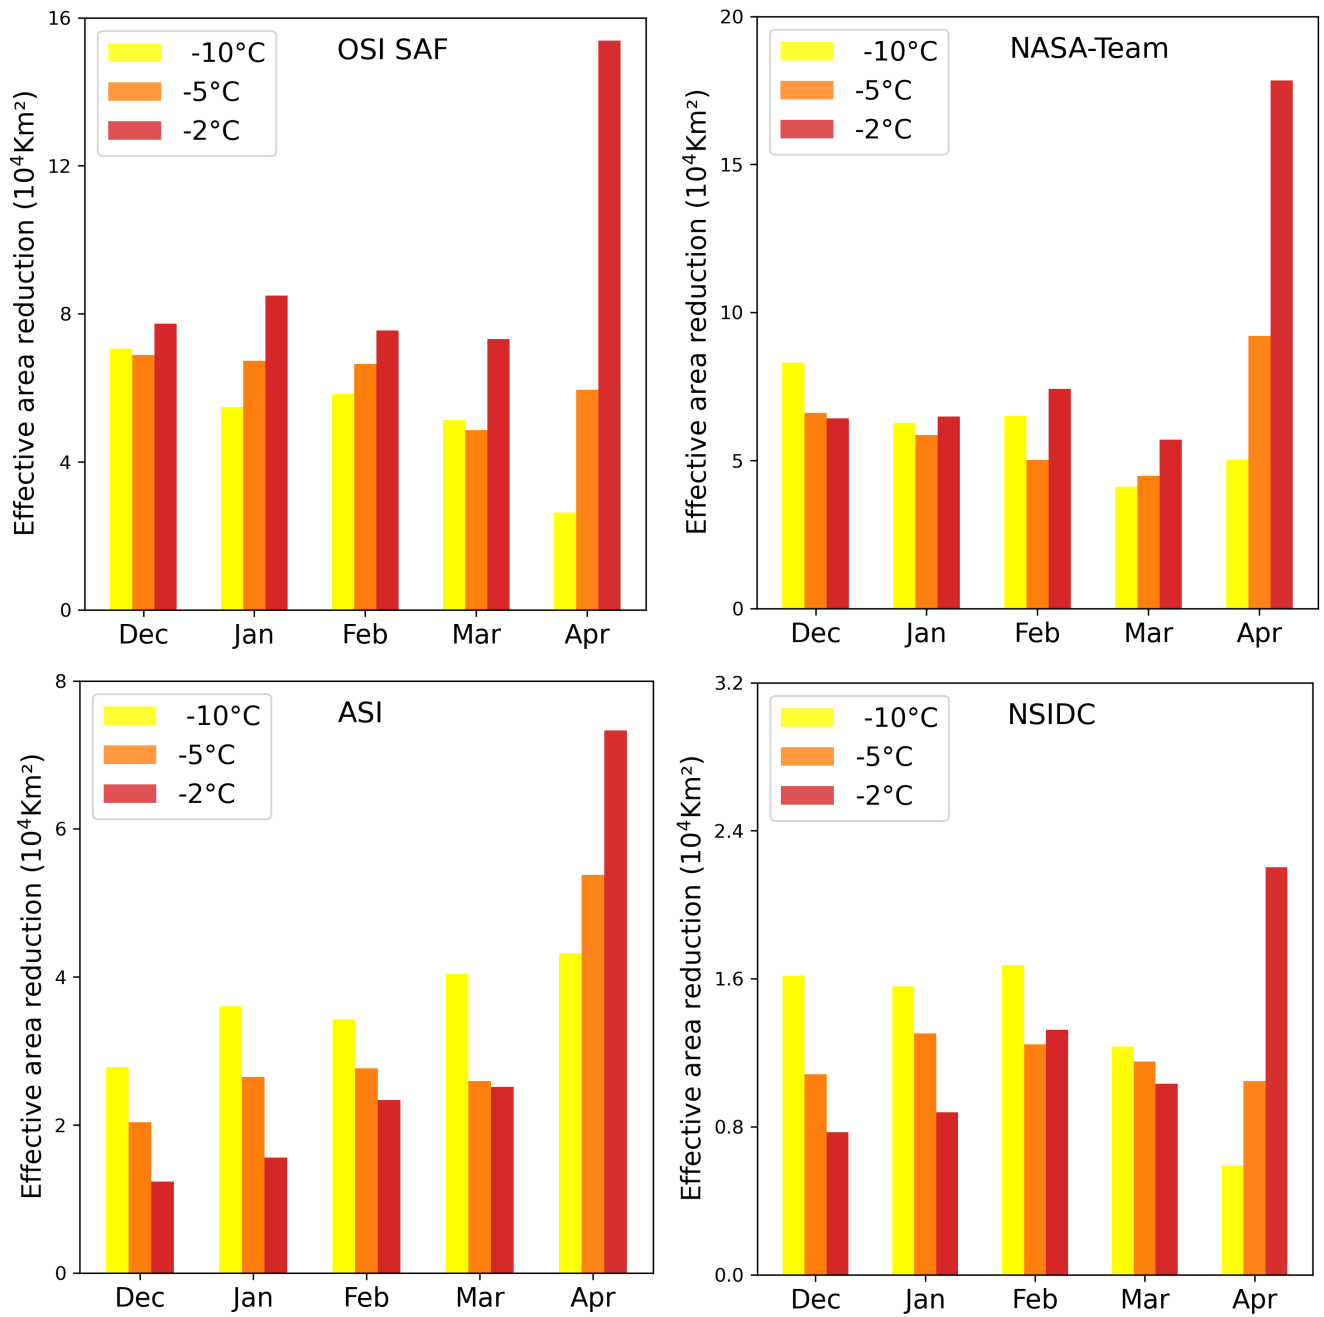 OSI SAF
-10°C
-5°C
-2°C
Effective area reduction (10⁴Km²)
16
12
8
4
0
Dec Jan Feb Mar Apr
NASA-Team
-10°C
-5°C
-2°C
Effective area reduction (10⁴Km²)
20
15
10
5
0
Dec Jan Feb Mar Apr
ASI
-10°C
-5°C
-2°C
Effective area reduction (10⁴Km²)
8
6
4
2
0
Dec Jan Feb Mar Apr
NSIDC
-10°C
-5°C
-2°C
Effective area reduction (10⁴Km²)
3.2
2.4
1.6
0.8
0.0
Dec Jan Feb Mar Apr